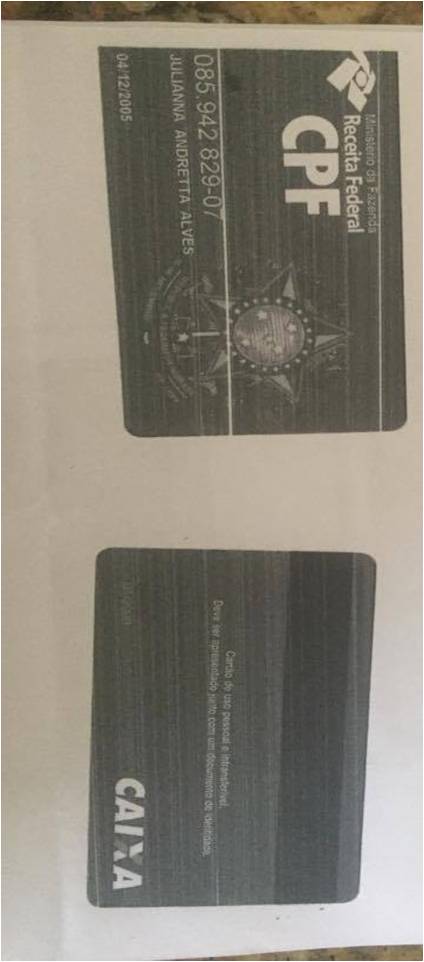 Ministério da Fazenda
Receita Federal
CPF
085.942.829-07
JULIANNA ANDRETTA ALVES
04/12/2005
Cartão de uso pessoal e intransferível.
Deve ser apresentado junto com um documento de identidade.
CAIXA